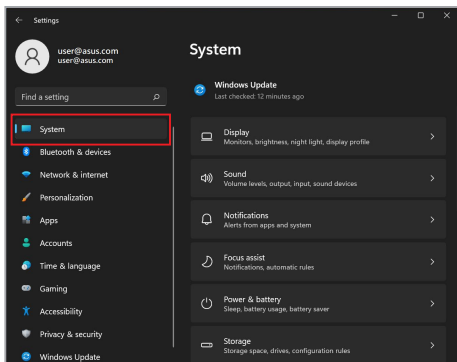 Settings
user@asus.com
user@asus.com
Find a setting
System
Bluetooth & devices
Network & internet
Personalization
Apps
Accounts
Time & language
Gaming
Accessibility
Privacy & security
Windows Update
System
Windows Update
Last checked: 12 minutes ago
Display
Monitors, brightness, night light, display profile
Sound
Volume levels, output, input, sound devices
Notifications
Alerts from apps and system
Focus assist
Notifications, automatic rules
Power & battery
Sleep, battery usage, battery saver
Storage
Storage space, drives, configuration rules